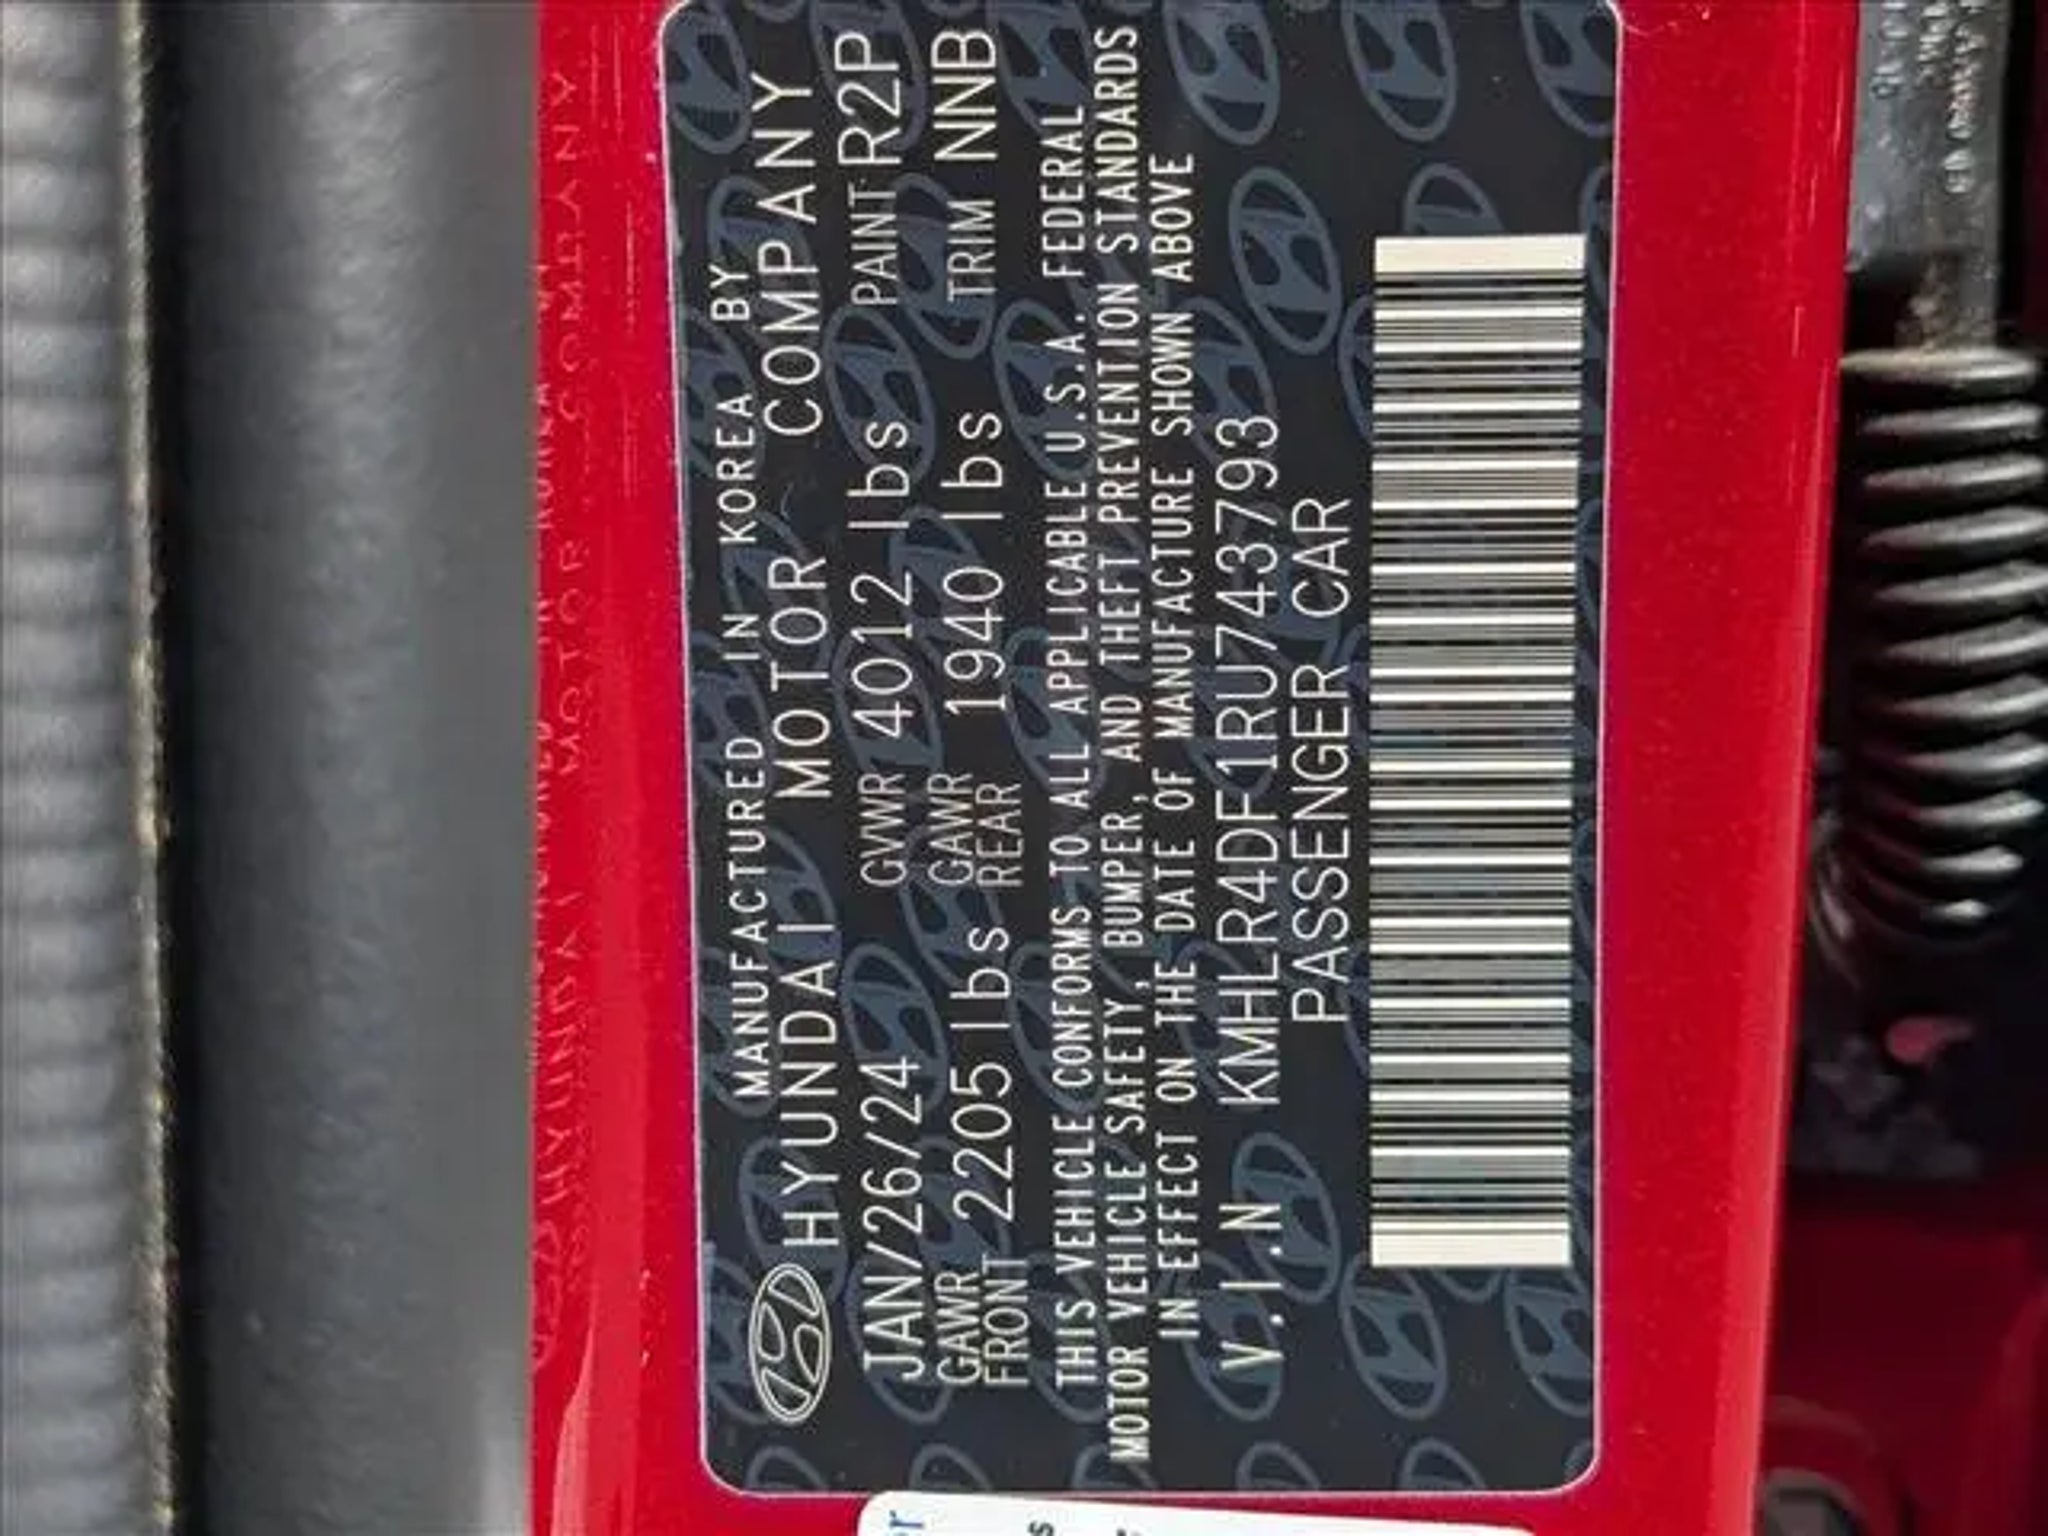 MANUFACTURED IN KOREA BY
HYUNDAI MOTOR COMPANY
JAN/26/24 GVWR 4012 lbs PAINT R2P
GAWR FRONT 2205 lbs GAWR REAR 1940 lbs TRIM NNB
THIS VEHICLE CONFORMS TO ALL APPLICABLE U.S.A. FEDERAL
MOTOR VEHICLE SAFETY, BUMPER, AND THEFT PREVENTION STANDARDS
IN EFFECT ON THE DATE OF MANUFACTURE SHOWN ABOVE
V.I.N KMHLR4DF1RU743793
PASSENGER CAR